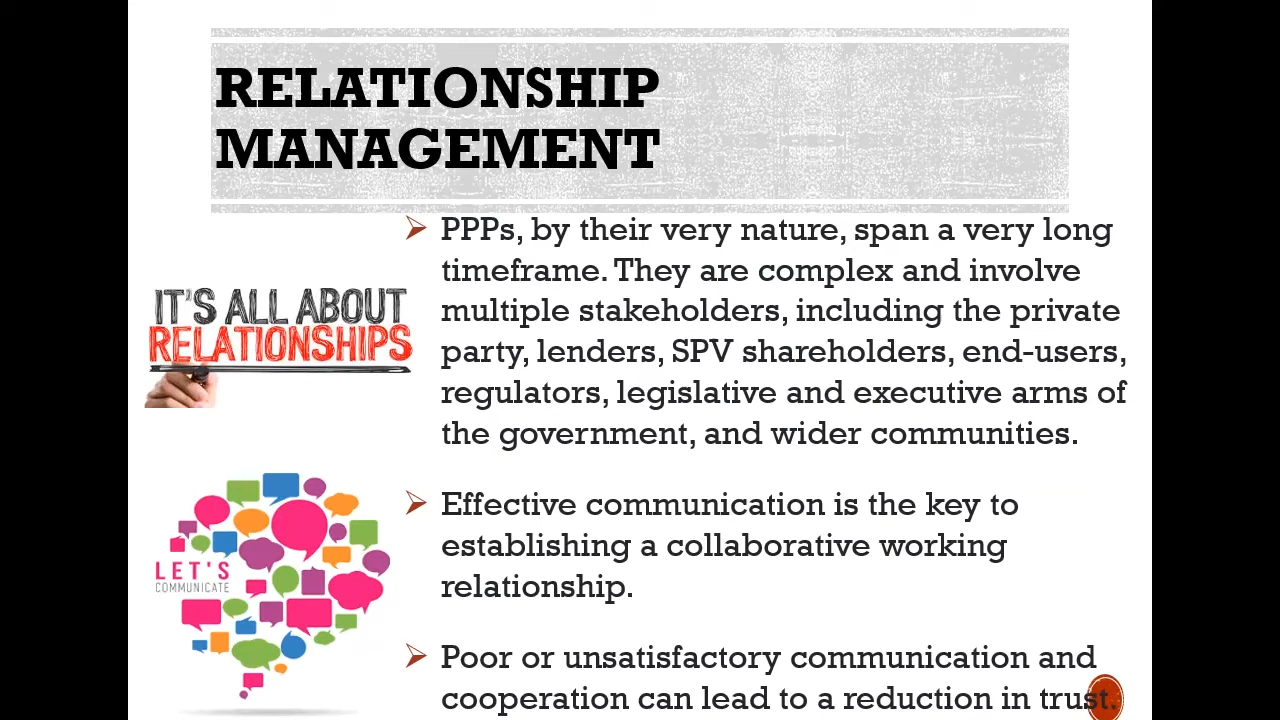 RELATIONSHIP
MANAGEMENT
PPPs, by their very nature, span a very long
timeframe. They are complex and involve
multiple stakeholders, including the private
party, lenders, SPV shareholders, end-users,
regulators, legislative and executive arms of
the government, and wider communities.
IT'S ALL ABOUT
RELATIONSHIPS
Effective communication is the key to
establishing a collaborative working
relationship.
LET'S
COMMUNICATE
Poor or unsatisfactory communication and
cooperation can lead to a reduction in trust.